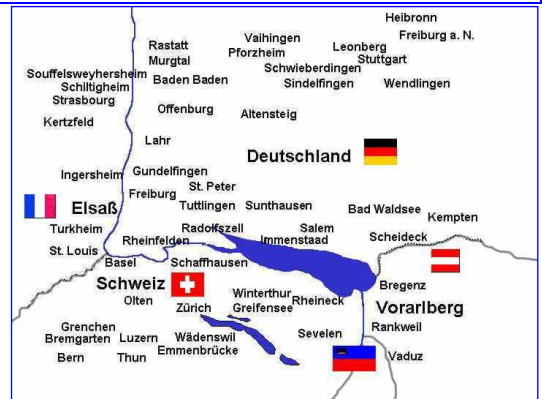 Heilbronn
Freiburg a. N.
Vaihingen
Leonberg
Rastatt
Pforzheim
Stuttgart
Murgtal
Schwieberdingen
Souffelsweyhersheim
Baden Baden
Sindelfingen
Wendlingen
Schiltigheim
Strasbourg
Offenburg
Altensteig
Kertzfeld
Lahr
Deutschland
Ingersheim
Gundelfingen
St. Peter
Freiburg
Elsaß
Tuttlingen
Sunthausen
Bad Waldsee
Kempten
Turkheim
Radolfszell
Salem
Scheideck
Rheinfelden
Immenstaad
St. Louis
Basel
Schaffhausen
Schweiz
Bregenz
Winterthur
Olten
Rheineck
Vorarlberg
Zürich
Greifensee
Grenchen
Rankweil
Bremgarten
Luzern
Wädenswil
Sevelen
Emmenbrücke
Bern
Thun
Vaduz